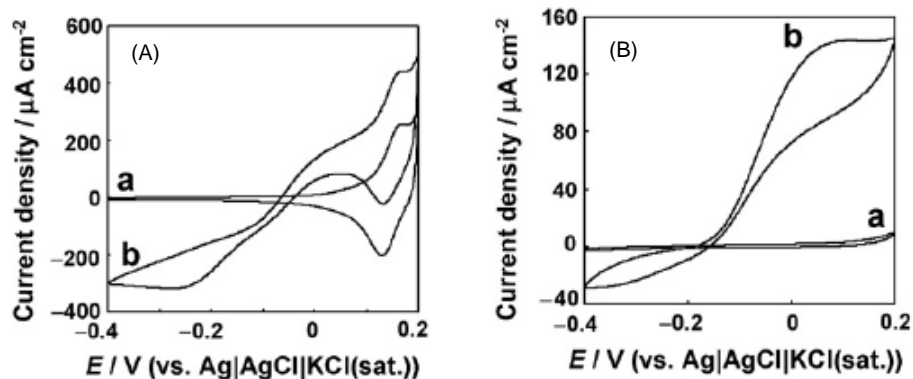 (A)
Current density / µA cm⁻²
600
400
200
0
−200
−300
−400
a
b
−0.4
−0.2
0
0.2
E / V (vs. Ag|AgCl|KCl(sat.))
(B)
Current density / µA cm⁻²
160
120
80
40
0
−40
b
a
−0.4
−0.2
0
0.2
E / V (vs. Ag|AgCl|KCl(sat.))